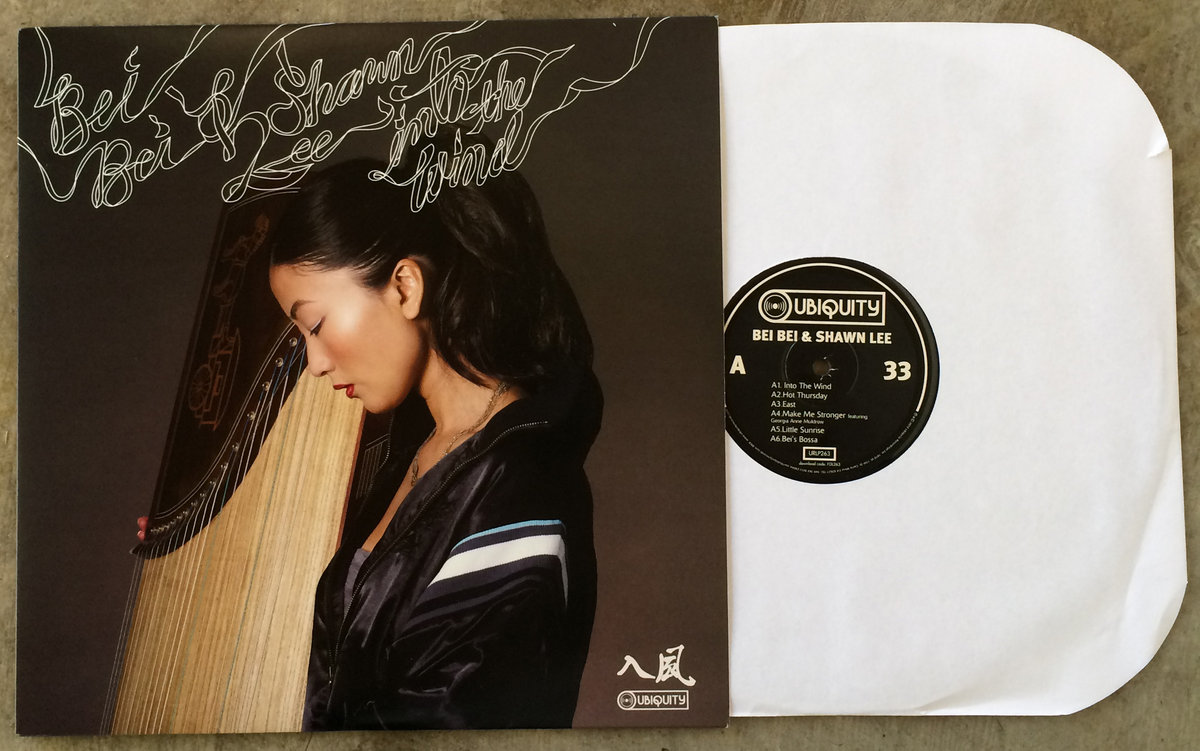 Bei Bei & Shawn Lee
into the Wind
入風
UBIQUITY
UBIQUITY
BEI BEI & SHAWN LEE
A
33
A1. Into The Wind
A2.Hot Thursday
A3.East
A4.Make Me Stronger featuring
Georgia Anne Muldrow
A5.Little Sunrise
A6.Bei's Bossa
URLP263